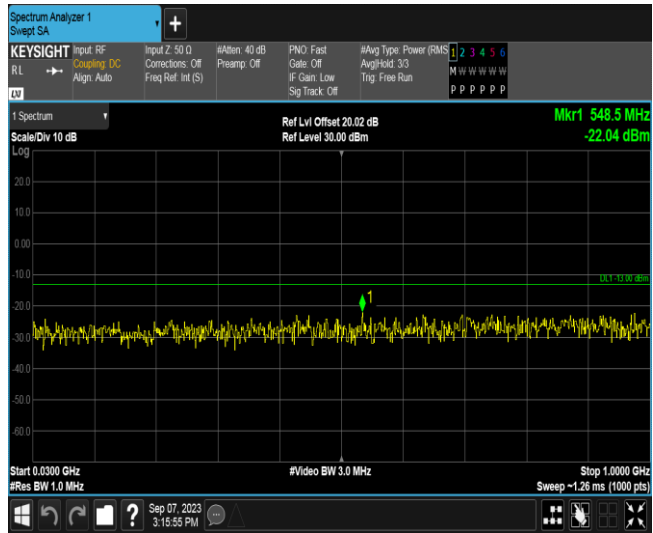 Spectrum Analyzer 1
Swept SA
+
KEYSIGHT Input: RF Input Z: 50 Ω #Atten: 40 dB PNO: Fast #Avg Type: Power (RMS 1 2 3 4 5 6
RL Coupling: DC Corrections: Off Preamp: Off Gate: Off Avg|Hold: 3/3 M W W W W W
Align: Auto Freq Ref: Int (S) IF Gain: Low Trig: Free Run
LXI Sig Track: Off P P P P P P
1 Spectrum Ref Lvl Offset 20.02 dB Mkr1 548.5 MHz
Scale/Div 10 dB Ref Level 30.00 dBm -22.04 dBm
Log
20.0
10.0
0.00
-10.0 DL1 -13.00 dBm
1
-20.0
-30.0
-40.0
-50.0
-60.0
Start 0.0300 GHz #Video BW 3.0 MHz Stop 1.0000 GHz
#Res BW 1.0 MHz Sweep ~1.26 ms (1000 pts)
? Sep 07, 2023
3:15:55 PM